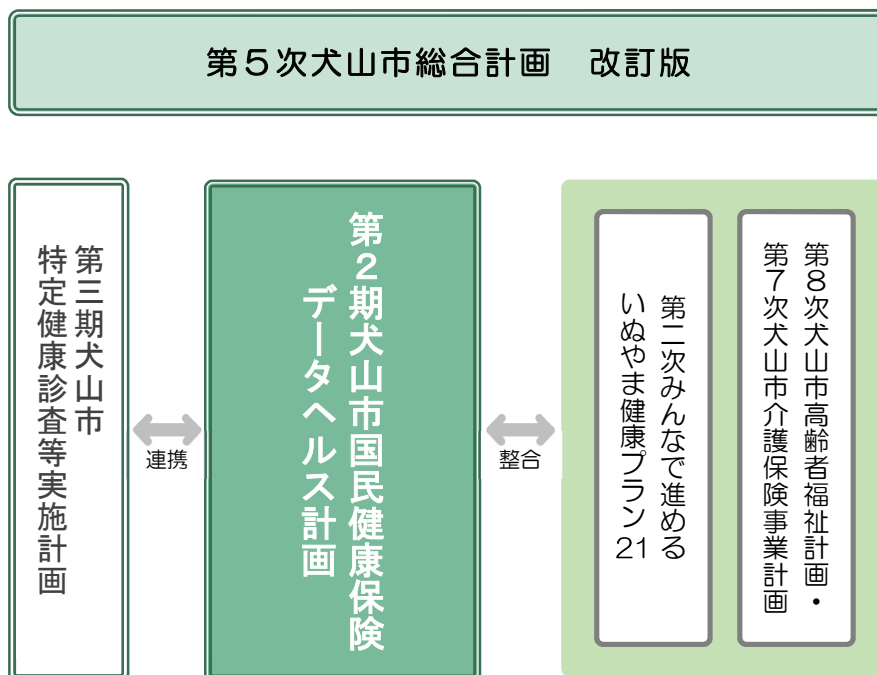 第５次犬山市総合計画　改訂版
第三期犬山市
特定健康診査等実施計画
連携
第２期犬山市国民健康保険
データヘルス計画
整合
第二次みんなで進める
いぬやま健康プラン21
第８次犬山市高齢者福祉計画・
第７次犬山市介護保険事業計画